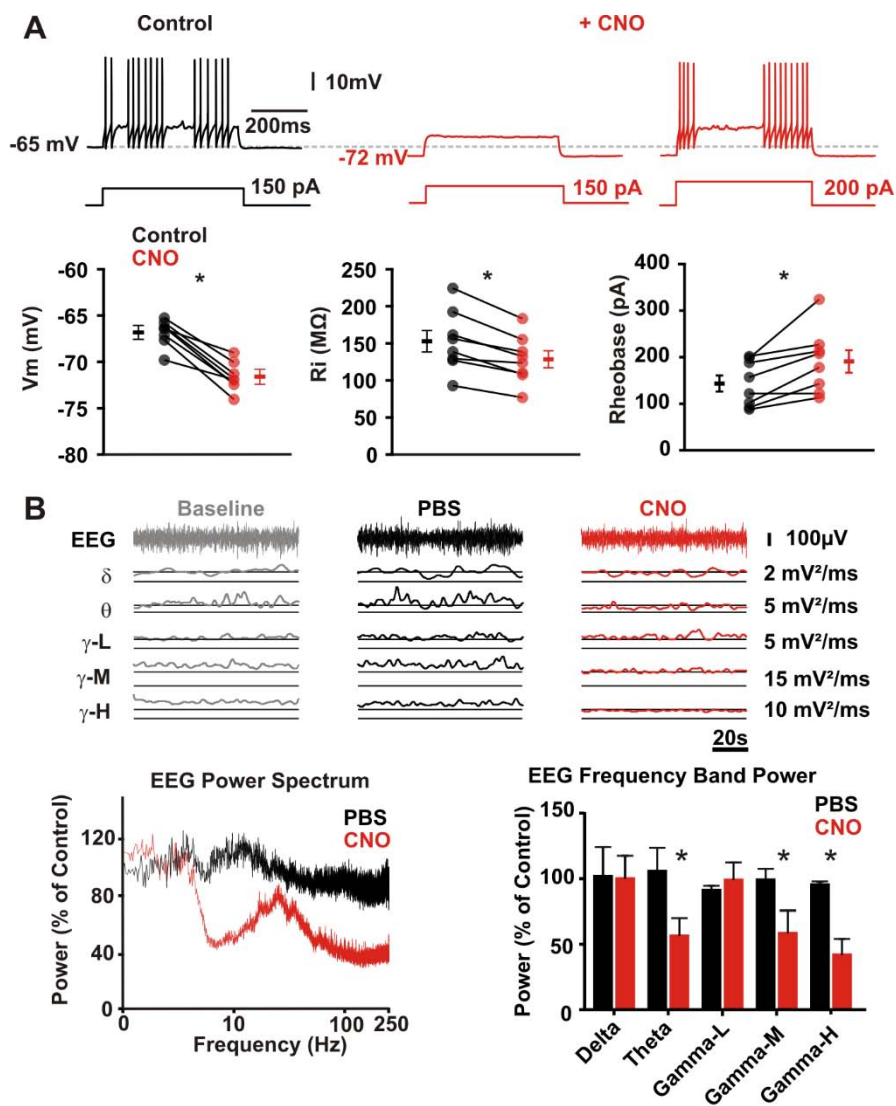 A
Control
+ CNO
10mV
200ms
-65 mV
-72 mV
150 pA
150 pA
200 pA
Control
CNO
-60
-65
-70
-75
-80
Vm (mV)
*
250
200
150
100
50
0
Ri (MΩ)
*
400
300
200
100
0
Rheobase (pA)
*
B
Baseline
PBS
CNO
EEG
100µV
δ
2 mV²/ms
θ
5 mV²/ms
γ-L
5 mV²/ms
γ-M
15 mV²/ms
γ-H
10 mV²/ms
20s
EEG Power Spectrum
PBS
CNO
120
80
40
0
Power (% of Control)
0
10
100
250
Frequency (Hz)
EEG Frequency Band Power
PBS
CNO
150
100
50
0
Power (% of Control)
*
*
*
Delta
Theta
Gamma-L
Gamma-M
Gamma-H